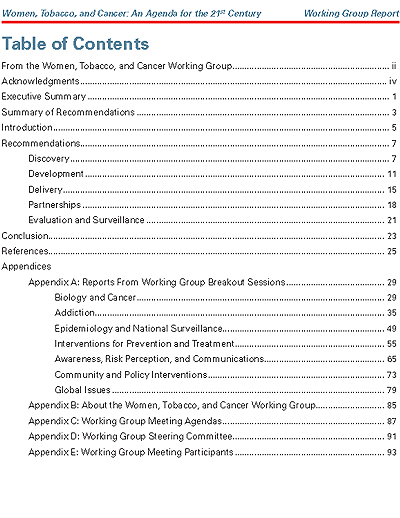 Women, Tobacco, and Cancer: An Agenda for the 21st Century Working Group Report
Table of Contents
From the Women, Tobacco, and Cancer Working Group ii
Acknowledgments iv
Executive Summary 1
Summary of Recommendations 3
Introduction 5
Recommendations 7
Discovery 7
Development 11
Delivery 15
Partnerships 18
Evaluation and Surveillance 21
Conclusion 23
References 25
Appendices
Appendix A: Reports From Working Group Breakout Sessions 29
Biology and Cancer 29
Addiction 35
Epidemiology and National Surveillance 49
Interventions for Prevention and Treatment 55
Awareness, Risk Perception, and Communications 65
Community and Policy Interventions 73
Global Issues 79
Appendix B: About the Women, Tobacco, and Cancer Working Group 85
Appendix C: Working Group Meeting Agendas 87
Appendix D: Working Group Steering Committee 91
Appendix E: Working Group Meeting Participants 93